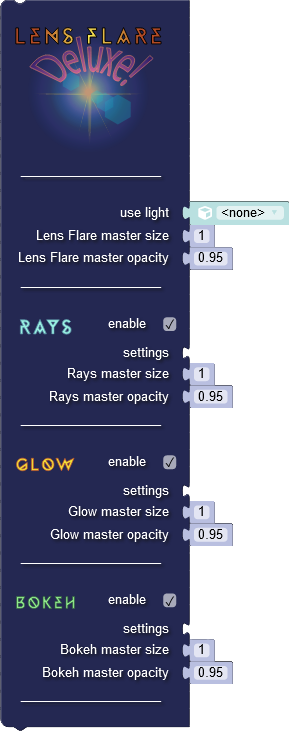 LENS FLARE
Deluxe!
use light <none>
Lens Flare master size 1
Lens Flare master opacity 0.95
RAYS enable
settings
Rays master size 1
Rays master opacity 0.95
GLOW enable
settings
Glow master size 1
Glow master opacity 0.95
BOKEH enable
settings
Bokeh master size 1
Bokeh master opacity 0.95